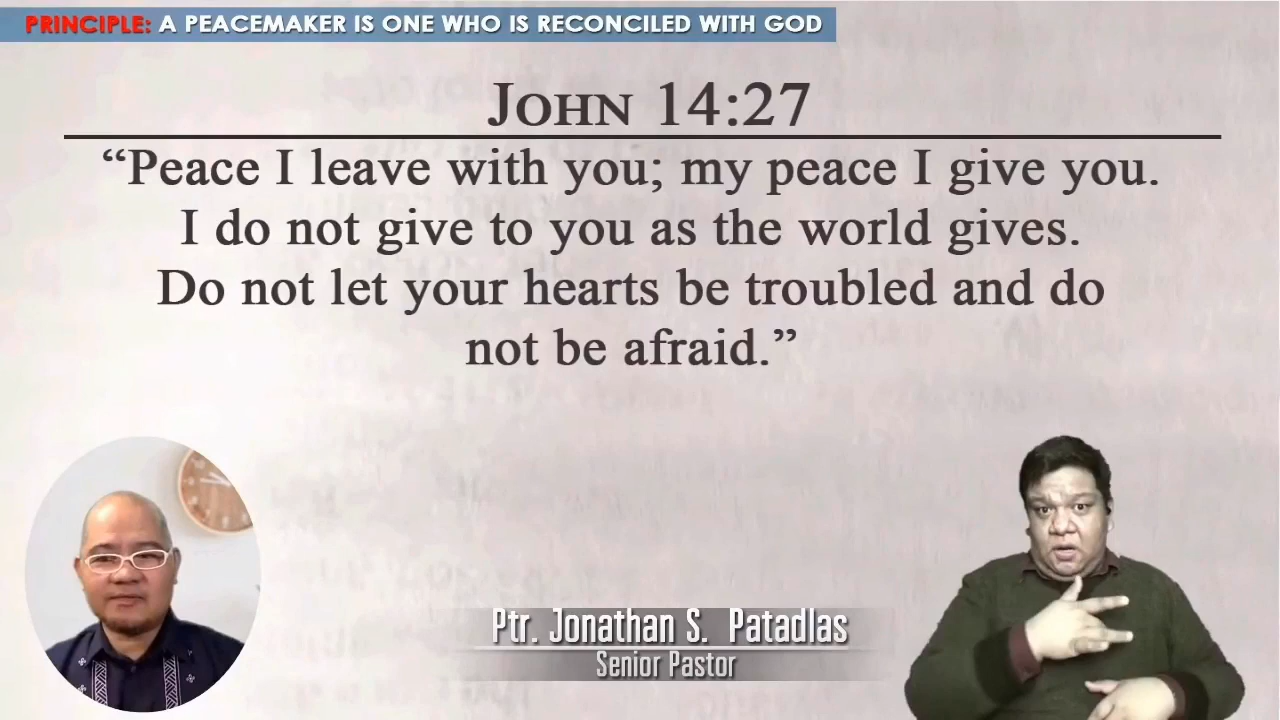 PRINCIPLE: A PEACEMAKER IS ONE WHO IS RECONCILED WITH GOD
JOHN 14:27
“Peace I leave with you; my peace I give you.
I do not give to you as the world gives.
Do not let your hearts be troubled and do
not be afraid.”
Ptr. Jonathan S. Patadlas
Senior Pastor